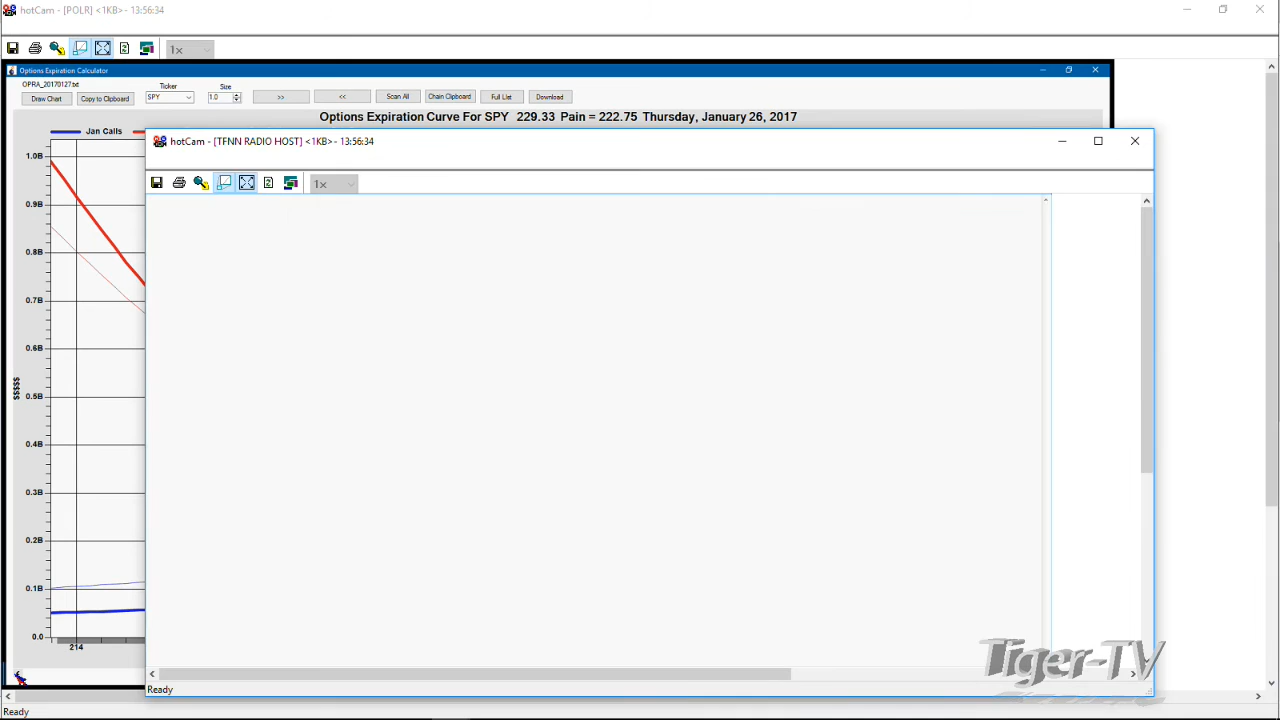 hotCam - [POLR] <1KB> - 13:56:34
1x
Options Expiration Calculator
OPRA_20170127.txt
Ticker
Size
Draw Chart
Copy to Clipboard
SPY
1.0
>>
<<
Scan All
Chain Clipboard
Full List
Download
Options Expiration Curve For SPY 229.33 Pain = 222.75 Thursday, January 26, 2017
Jan Calls
hotCam - [TFNN RADIO HOST] <1KB> - 13:56:34
1x
1.0B
0.9B
0.8B
0.7B
0.6B
0.5B
$$$$$
0.4B
0.3B
0.2B
0.1B
0.0
214
Tiger-TV
Ready
Ready